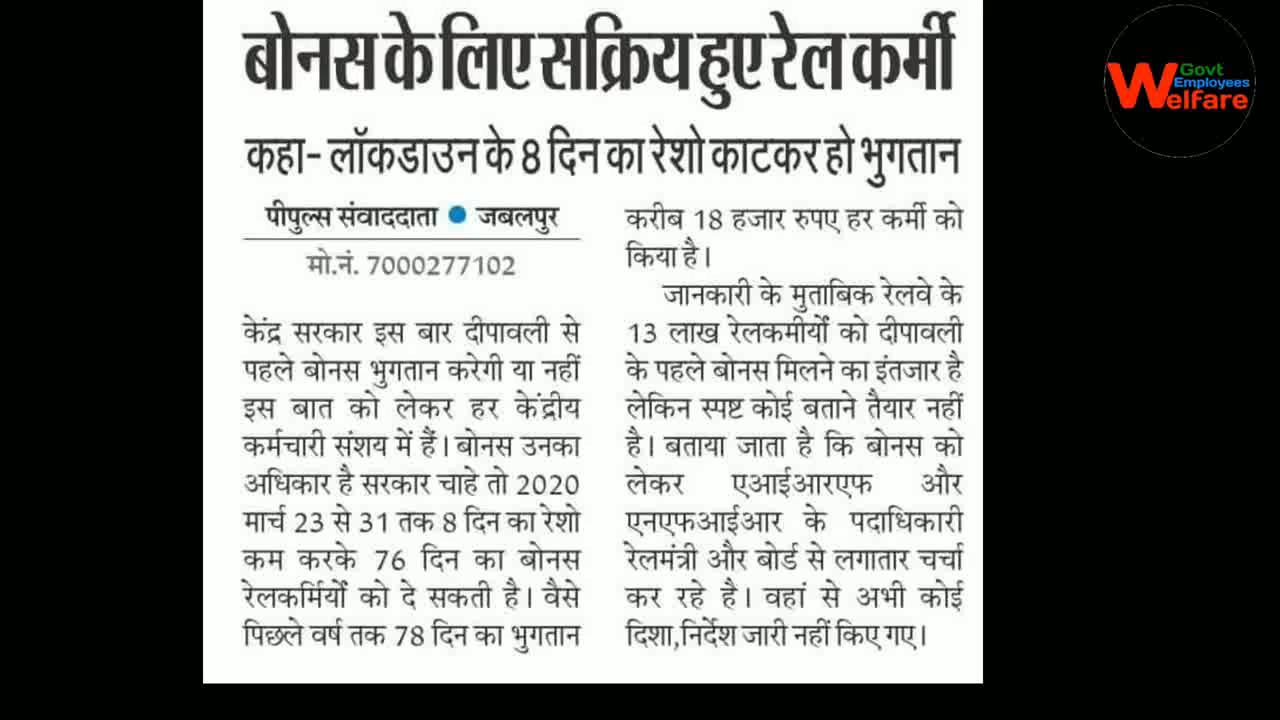 बोनस के लिए सक्रिय हुए रेल कर्मी
कहा- लॉकडाउन के 8 दिन का रेशो काटकर हो भुगतान
पीपुल्स संवाददाता ● जबलपुर
मो.नं. 7000277102
केंद्र सरकार इस बार दीपावली से
पहले बोनस भुगतान करेगी या नहीं
इस बात को लेकर हर केंद्रीय
कर्मचारी संशय में हैं। बोनस उनका
अधिकार है सरकार चाहे तो 2020
मार्च 23 से 31 तक 8 दिन का रेशो
कम करके 76 दिन का बोनस
रेलकर्मियों को दे सकती है। वैसे
पिछले वर्ष तक 78 दिन का भुगतान
करीब 18 हजार रुपए हर कर्मी को
किया है।
जानकारी के मुताबिक रेलवे के
13 लाख रेलकमीर्यों को दीपावली
के पहले बोनस मिलने का इंतजार है
लेकिन स्पष्ट कोई बताने तैयार नहीं
है। बताया जाता है कि बोनस को
लेकर एआईआरएफ और
एनएफआईआर के पदाधिकारी
रेलमंत्री और बोर्ड से लगातार चर्चा
कर रहे है। वहां से अभी कोई
दिशा,निर्देश जारी नहीं किए गए।
Govt
Employees
Welfare